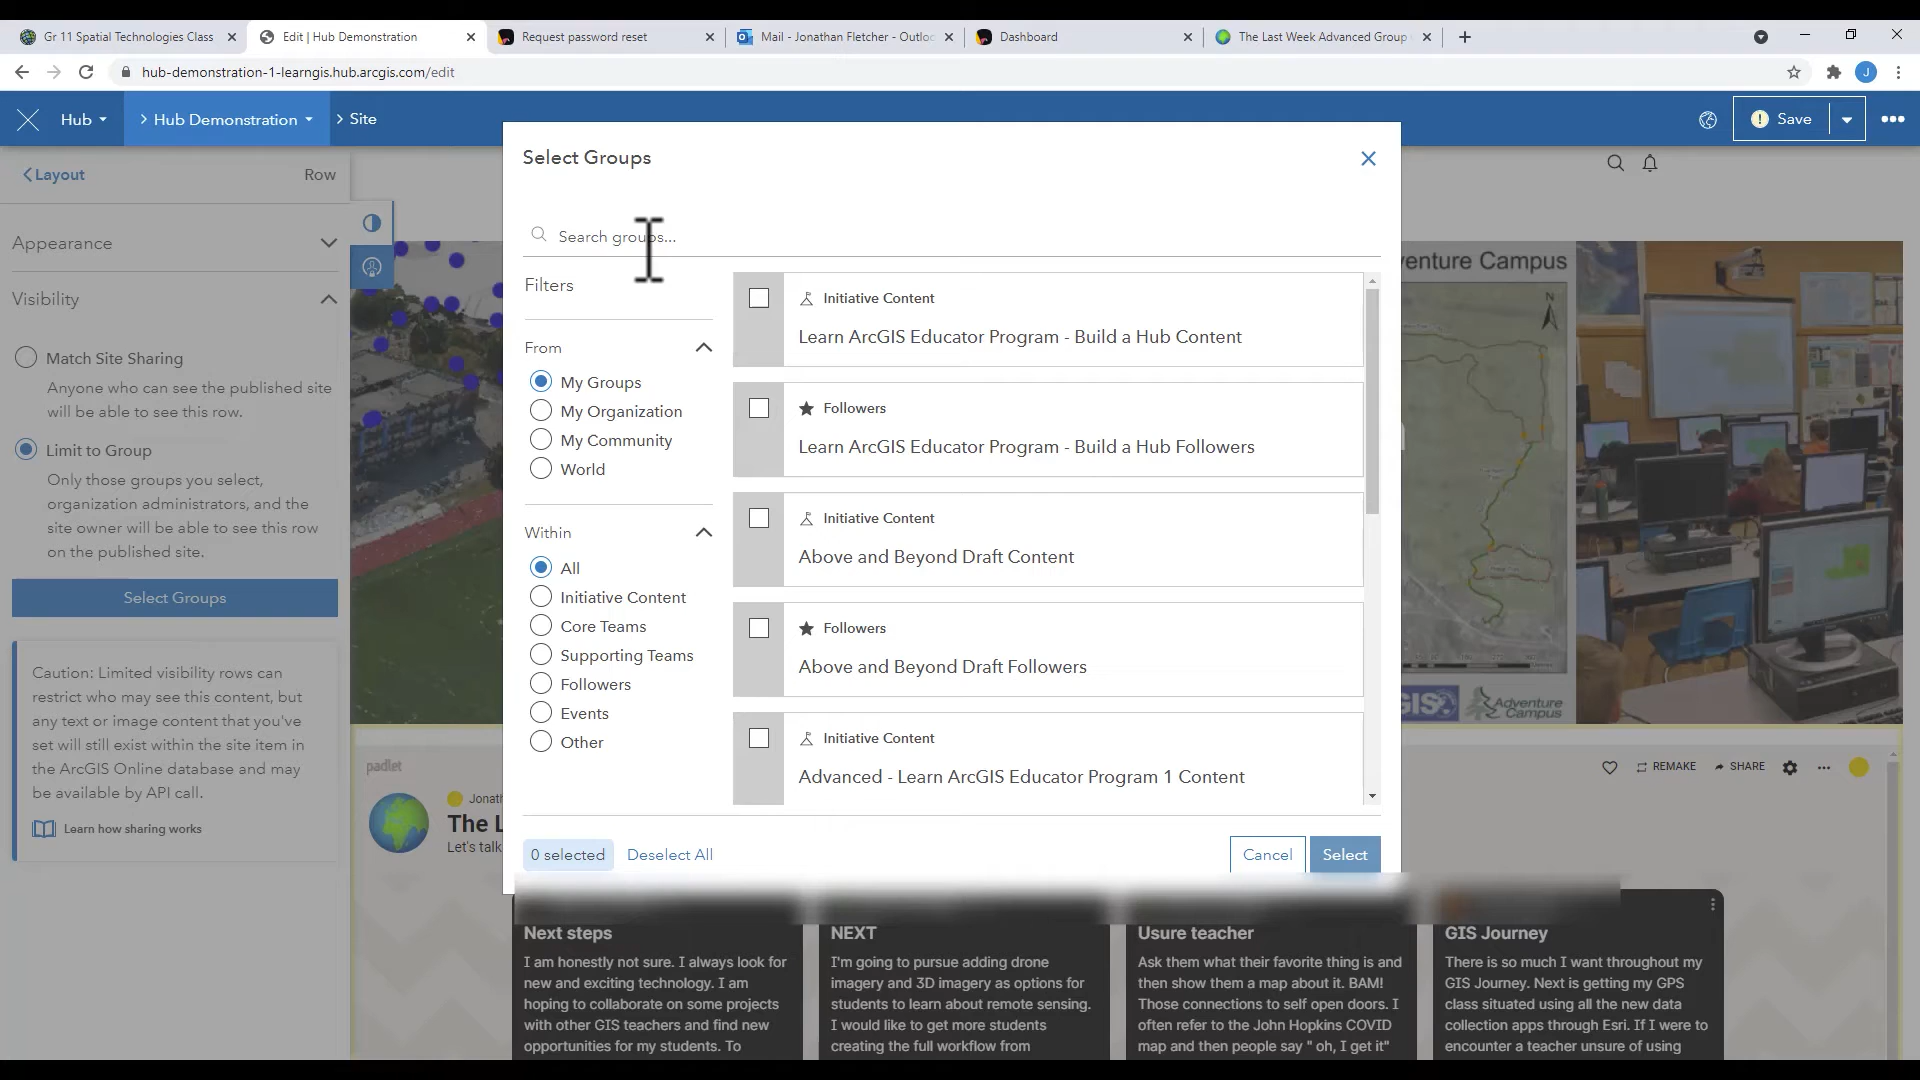 Gr 11 Spatial Technologies Class
Edit | Hub Demonstration
Request password reset
Mail - Jonathan Fletcher - Outlo
Dashboard
The Last Week Advanced Group
hub-demonstration-1-learngis.hub.arcgis.com/edit
J
Hub
Hub Demonstration
Site
Save
Layout
Row
Appearance
Visibility
Match Site Sharing
Anyone who can see the published site
will be able to see this row.
Limit to Group
Only those groups you select,
organization administrators, and the
site owner will be able to see this row
on the published site.
Select Groups
Caution: Limited visibility rows can
restrict who may see this content, but
any text or image content that you've
set will still exist within the site item in
the ArcGIS Online database and may
be available by API call.
Learn how sharing works
Select Groups
Search groups...
Filters
From
My Groups
My Organization
My Community
World
Within
All
Initiative Content
Core Teams
Supporting Teams
Followers
Events
Other
Initiative Content
Learn ArcGIS Educator Program - Build a Hub Content
Followers
Learn ArcGIS Educator Program - Build a Hub Followers
Initiative Content
Above and Beyond Draft Content
Followers
Above and Beyond Draft Followers
Initiative Content
Advanced - Learn ArcGIS Educator Program 1 Content
0 selected
Deselect All
Cancel
Select
venture Campus
N
GIS
Adventure
Campus
padlet
Jonat
The L
Let's talk
REMAKE
SHARE
Next steps
I am honestly not sure. I always look for
new and exciting technology. I am
hoping to collaborate on some projects
with other GIS teachers and find new
opportunities for my students. To
NEXT
I'm going to pursue adding drone
imagery and 3D imagery as options for
students to learn about remote sensing.
I would like to get more students
creating the full workflow from
Usure teacher
Ask them what their favorite thing is and
then show them a map about it. BAM!
Those connections to self open doors. I
often refer to the John Hopkins COVID
map and then people say " oh, I get it"
GIS Journey
There is so much I want throughout my
GIS Journey. Next is getting my GPS
class situated using all the new data
collection apps through Esri. If I were to
encounter a teacher unsure of using